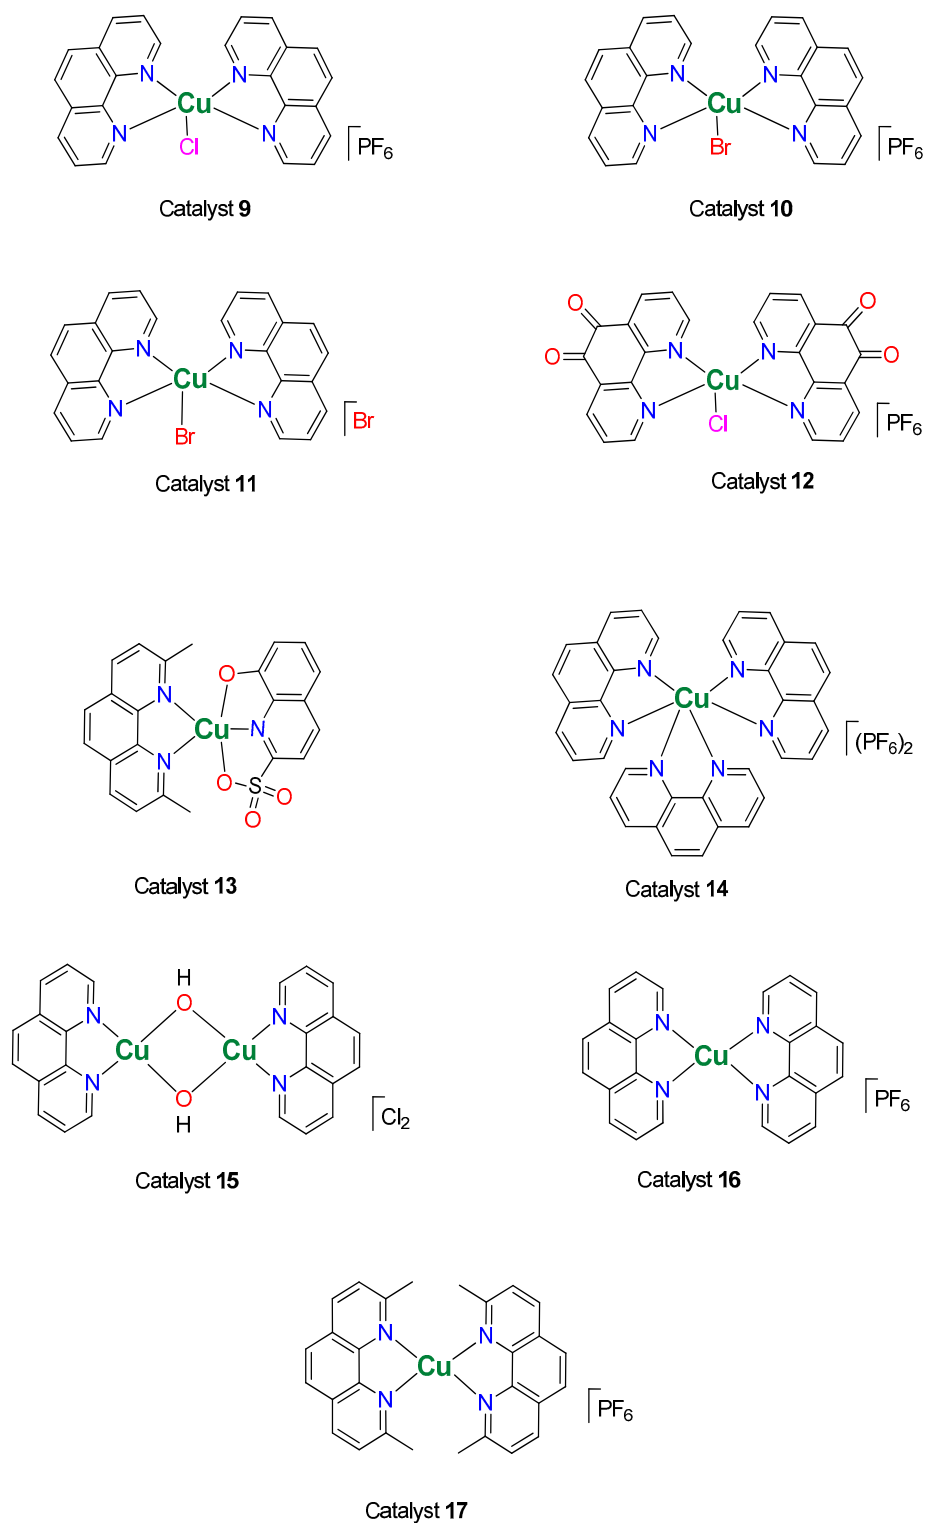 N N Cu N N Cl [PF6
Catalyst 9
N N Cu N N Br [PF6
Catalyst 10
N N Cu N N Br [Br
Catalyst 11
O O N N Cu N N O O Cl [PF6
Catalyst 12
N N Cu O N O S O O
Catalyst 13
N N Cu N N N N [(PF6)2
Catalyst 14
N N Cu H O O H Cu N N [Cl2
Catalyst 15
N N Cu N N [PF6
Catalyst 16
N N Cu N N [PF6
Catalyst 17